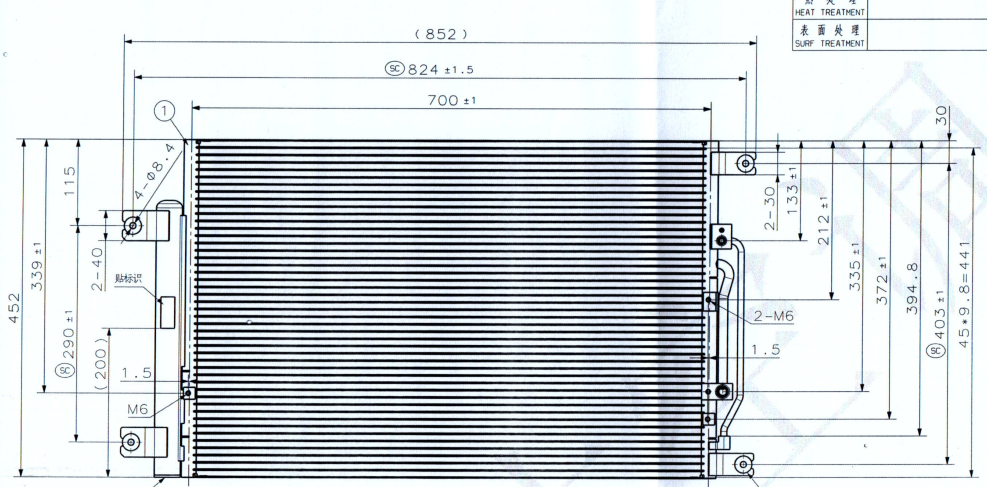 HEAT TREATMENT
表面处理
SURF TREATMENT
(852)
SC 824 ±1.5
700 ±1
1
4-Φ8.4
115
339 ±1
452
2-40
SC 290 ±1
贴标识
(200)
1.5
M6
30
2-30
133 ±1
212 ±1
335 ±1
372 ±1
394.8
SC 403 ±1
45*9.8=441
2-M6
1.5